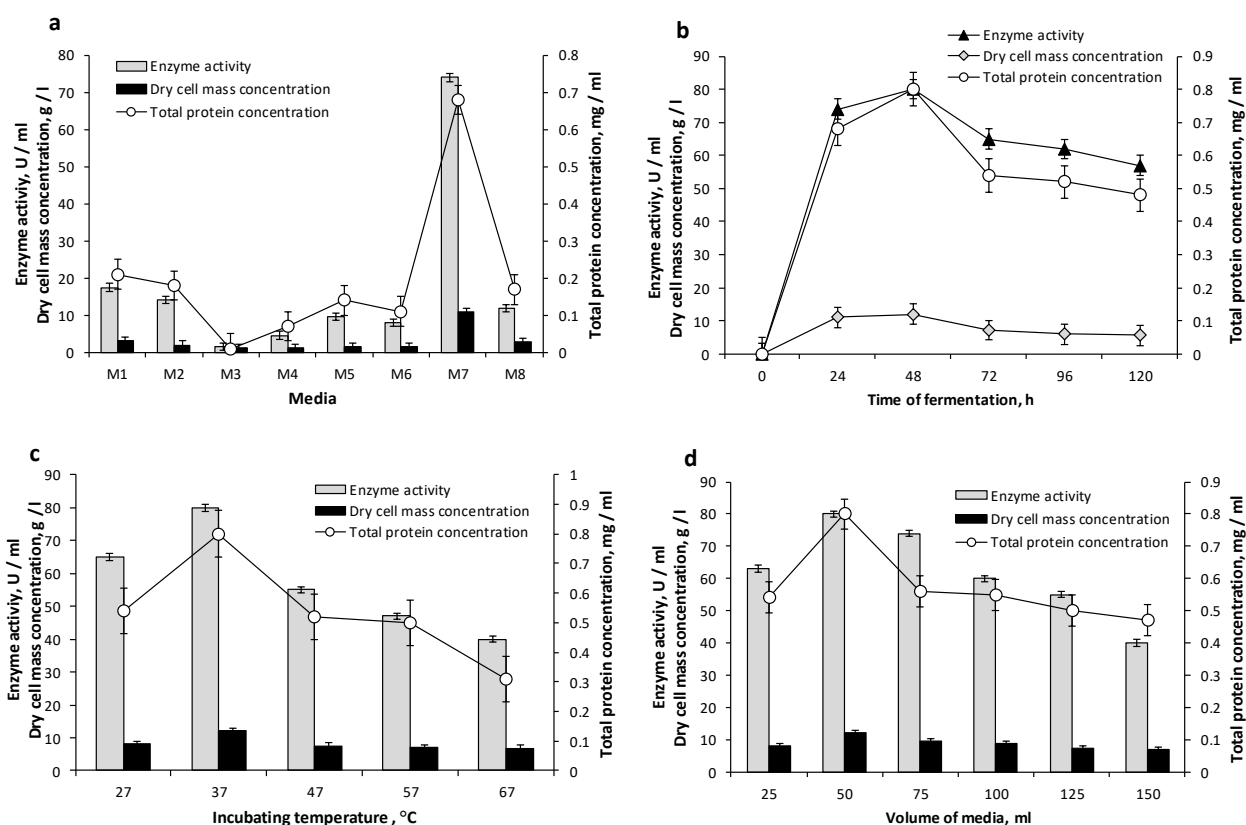 a
Enzyme activity
Dry cell mass concentration
Total protein concentration
Enzyme activiy, U / ml
Dry cell mass concentration, g / l
80
70
60
50
40
30
20
10
0
0.8
0.7
0.6
0.5
0.4
0.3
0.2
0.1
0
Total protein concentration, mg / ml
M1 M2 M3 M4 M5 M6 M7 M8
Media
b
Enzyme activity
Dry cell mass concentration
Total protein concentration
Enzyme activiy, U / ml
Dry cell mass concentration, g / l
90
80
70
60
50
40
30
20
10
0
0.9
0.8
0.7
0.6
0.5
0.4
0.3
0.2
0.1
0
Total protein concentration, mg / ml
0 24 48 72 96 120
Time of fermentation, h
c
Enzyme activity
Dry cell mass concentration
Total protein concentration
Enzyme activiy, U / ml
Dry cell mass concentration, g / l
90
80
70
60
50
40
30
20
10
0
1
0.9
0.8
0.7
0.6
0.5
0.4
0.3
0.2
0.1
0
Total protein concentration, mg / ml
27 37 47 57 67
Incubating temperature , °C
d
Enzyme activity
Dry cell mass concentration
Total protein concentration
Enzyme activiy, U / ml
Dry cell mass concentration, g / l
90
80
70
60
50
40
30
20
10
0
0.9
0.8
0.7
0.6
0.5
0.4
0.3
0.2
0.1
0
Total protein concentration, mg / ml
25 50 75 100 125 150
Volume of media, ml